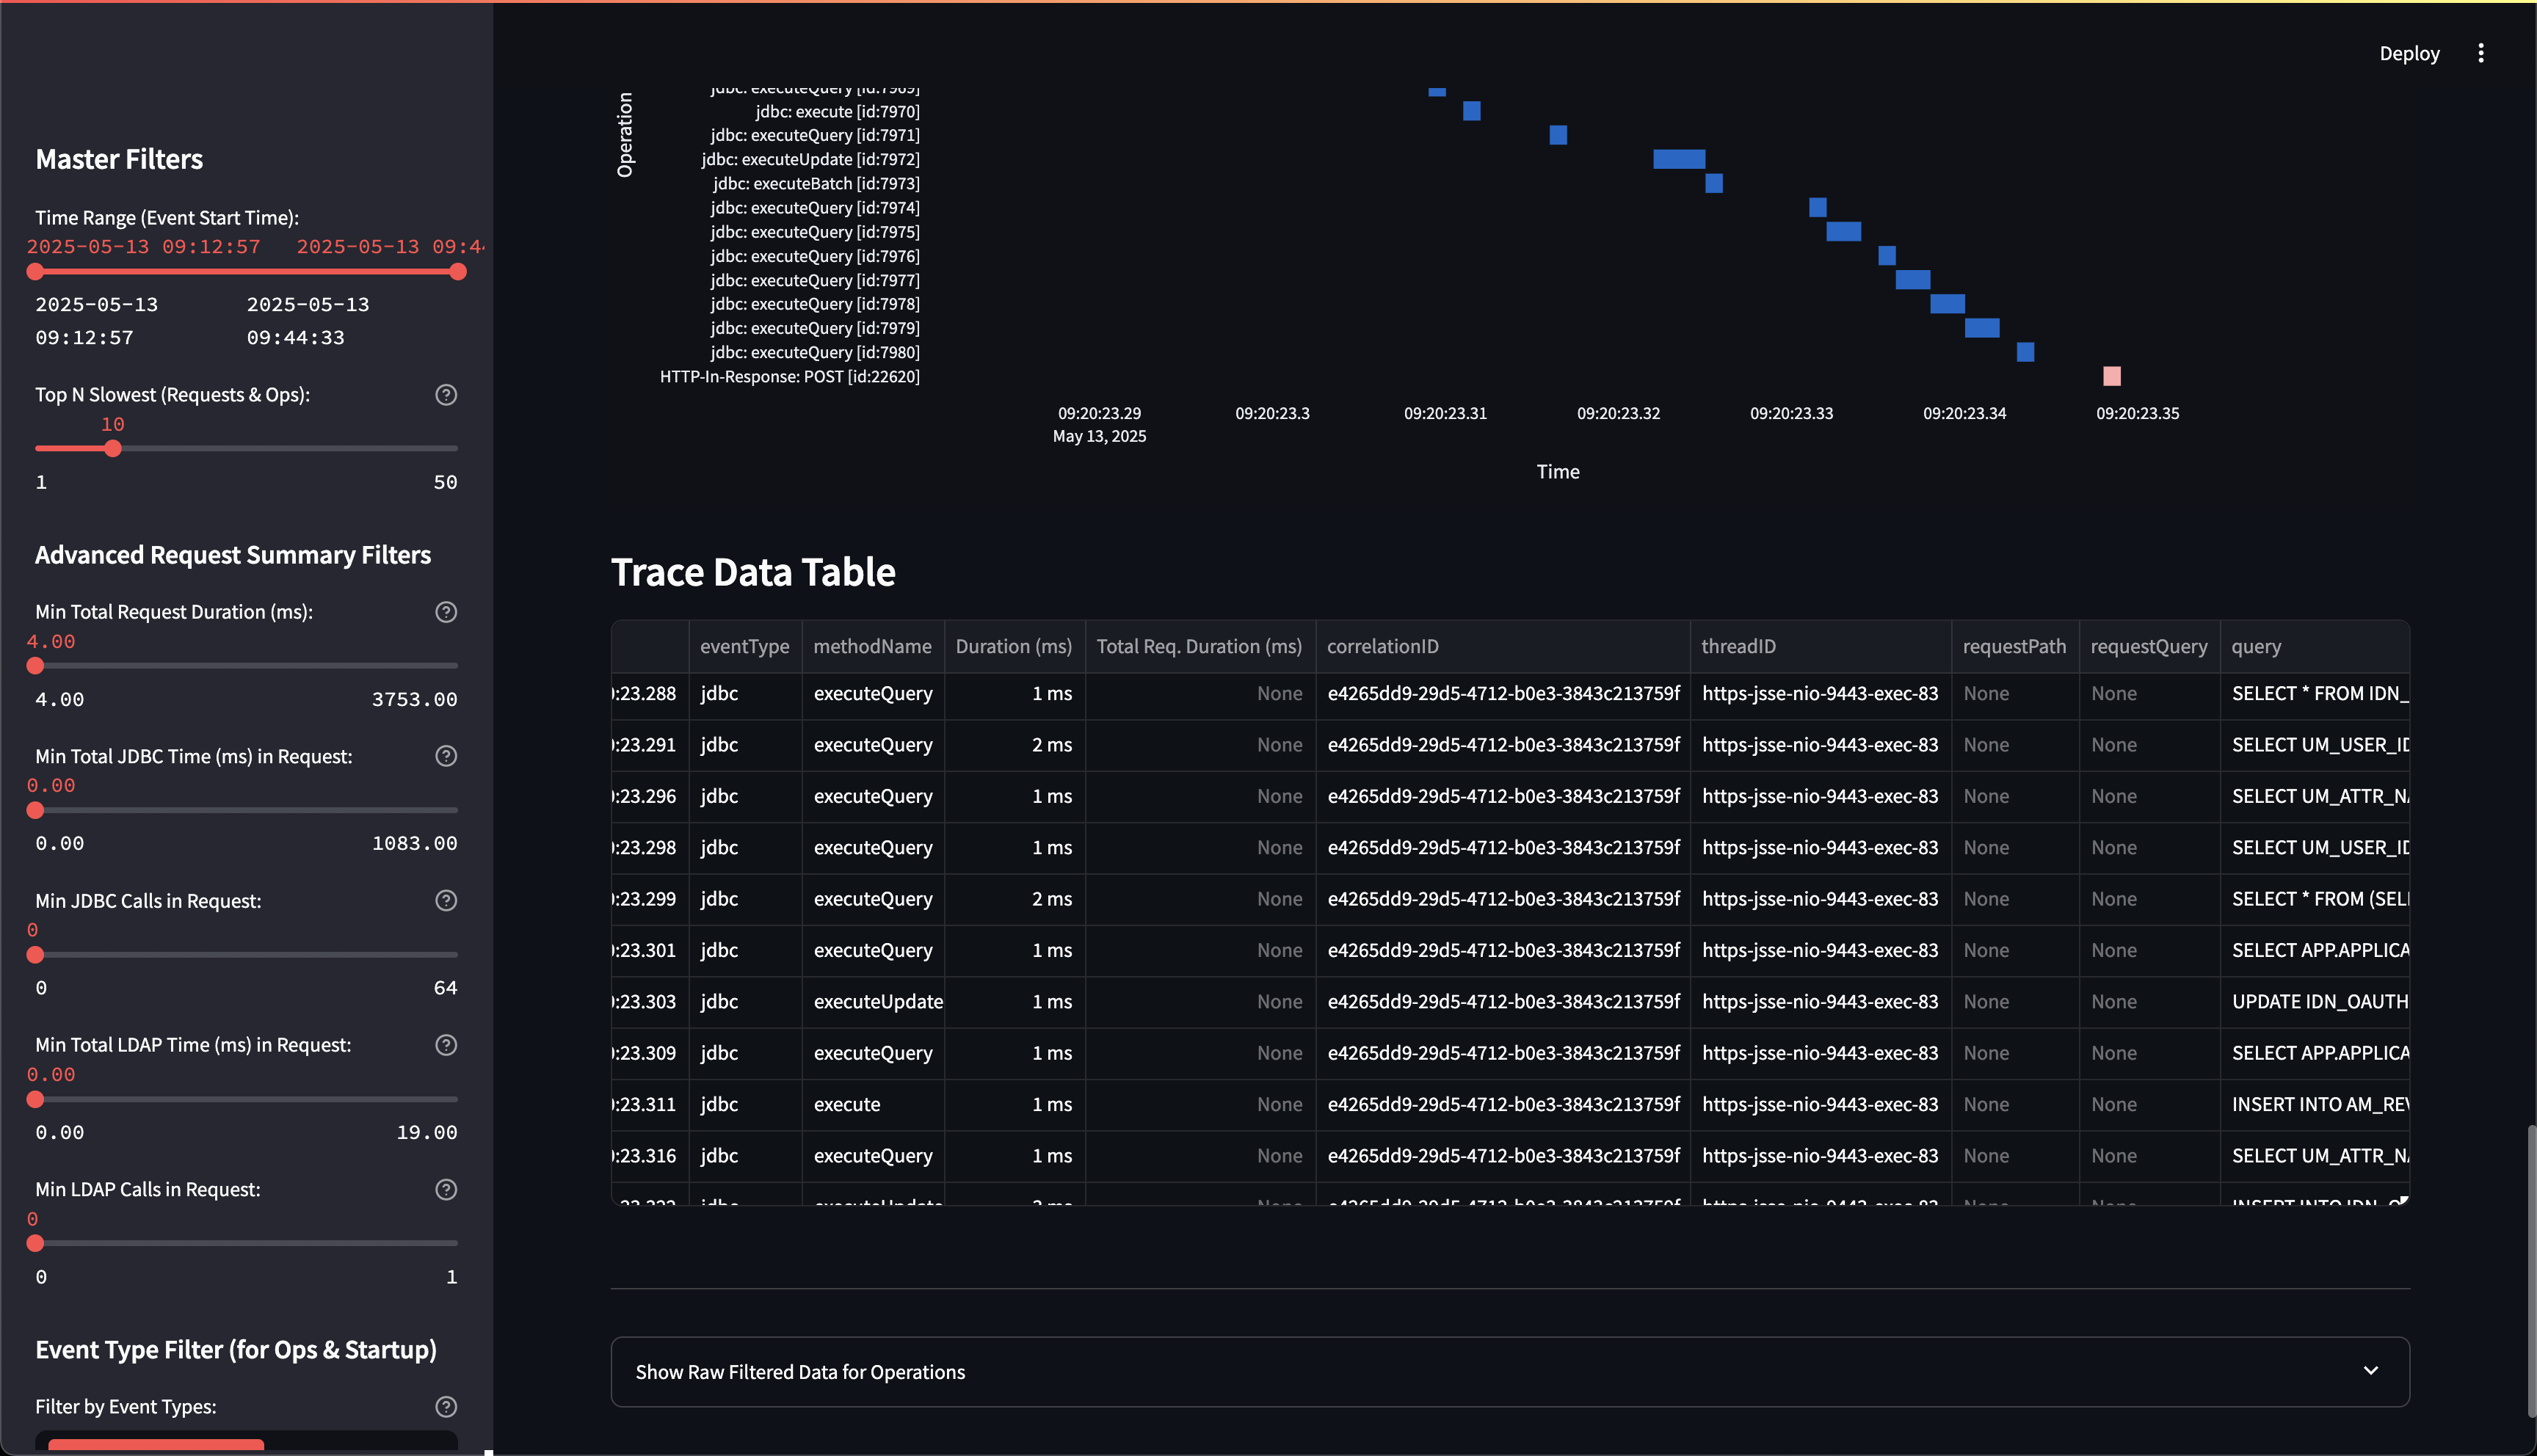 Deploy
Master Filters
Time Range (Event Start Time):
2025-05-13 09:12:57 2025-05-13 09:4
2025-05-13 09:12:57
2025-05-13 09:44:33
Top N Slowest (Requests & Ops):
10
1 50
Advanced Request Summary Filters
Min Total Request Duration (ms):
4.00
4.00 3753.00
Min Total JDBC Time (ms) in Request:
0.00
0.00 1083.00
Min JDBC Calls in Request:
0
0 64
Min Total LDAP Time (ms) in Request:
0.00
0.00 19.00
Min LDAP Calls in Request:
0
0 1
Event Type Filter (for Ops & Startup)
Filter by Event Types:
Operation
jdbc: executeQuery [id:7969]
jdbc: execute [id:7970]
jdbc: executeQuery [id:7971]
jdbc: executeUpdate [id:7972]
jdbc: executeBatch [id:7973]
jdbc: executeQuery [id:7974]
jdbc: executeQuery [id:7975]
jdbc: executeQuery [id:7976]
jdbc: executeQuery [id:7977]
jdbc: executeQuery [id:7978]
jdbc: executeQuery [id:7979]
jdbc: executeQuery [id:7980]
HTTP-In-Response: POST [id:22620]
09:20:23.29 09:20:23.3 09:20:23.31 09:20:23.32 09:20:23.33 09:20:23.34 09:20:23.35
May 13, 2025
Time
Trace Data Table
eventType methodName Duration (ms) Total Req. Duration (ms) correlationID threadID requestPath requestQuery query
:23.288 jdbc executeQuery 1 ms None e4265dd9-29d5-4712-b0e3-3843c213759f https-jsse-nio-9443-exec-83 None None SELECT * FROM IDN_
:23.291 jdbc executeQuery 2 ms None e4265dd9-29d5-4712-b0e3-3843c213759f https-jsse-nio-9443-exec-83 None None SELECT UM_USER_ID
:23.296 jdbc executeQuery 1 ms None e4265dd9-29d5-4712-b0e3-3843c213759f https-jsse-nio-9443-exec-83 None None SELECT UM_ATTR_NA
:23.298 jdbc executeQuery 1 ms None e4265dd9-29d5-4712-b0e3-3843c213759f https-jsse-nio-9443-exec-83 None None SELECT UM_USER_ID
:23.299 jdbc executeQuery 2 ms None e4265dd9-29d5-4712-b0e3-3843c213759f https-jsse-nio-9443-exec-83 None None SELECT * FROM (SEL
:23.301 jdbc executeQuery 1 ms None e4265dd9-29d5-4712-b0e3-3843c213759f https-jsse-nio-9443-exec-83 None None SELECT APP.APPLICA
:23.303 jdbc executeUpdate 1 ms None e4265dd9-29d5-4712-b0e3-3843c213759f https-jsse-nio-9443-exec-83 None None UPDATE IDN_OAUTH
:23.309 jdbc executeQuery 1 ms None e4265dd9-29d5-4712-b0e3-3843c213759f https-jsse-nio-9443-exec-83 None None SELECT APP.APPLICA
:23.311 jdbc execute 1 ms None e4265dd9-29d5-4712-b0e3-3843c213759f https-jsse-nio-9443-exec-83 None None INSERT INTO AM_REV
:23.316 jdbc executeQuery 1 ms None e4265dd9-29d5-4712-b0e3-3843c213759f https-jsse-nio-9443-exec-83 None None SELECT UM_ATTR_NA
Show Raw Filtered Data for Operations